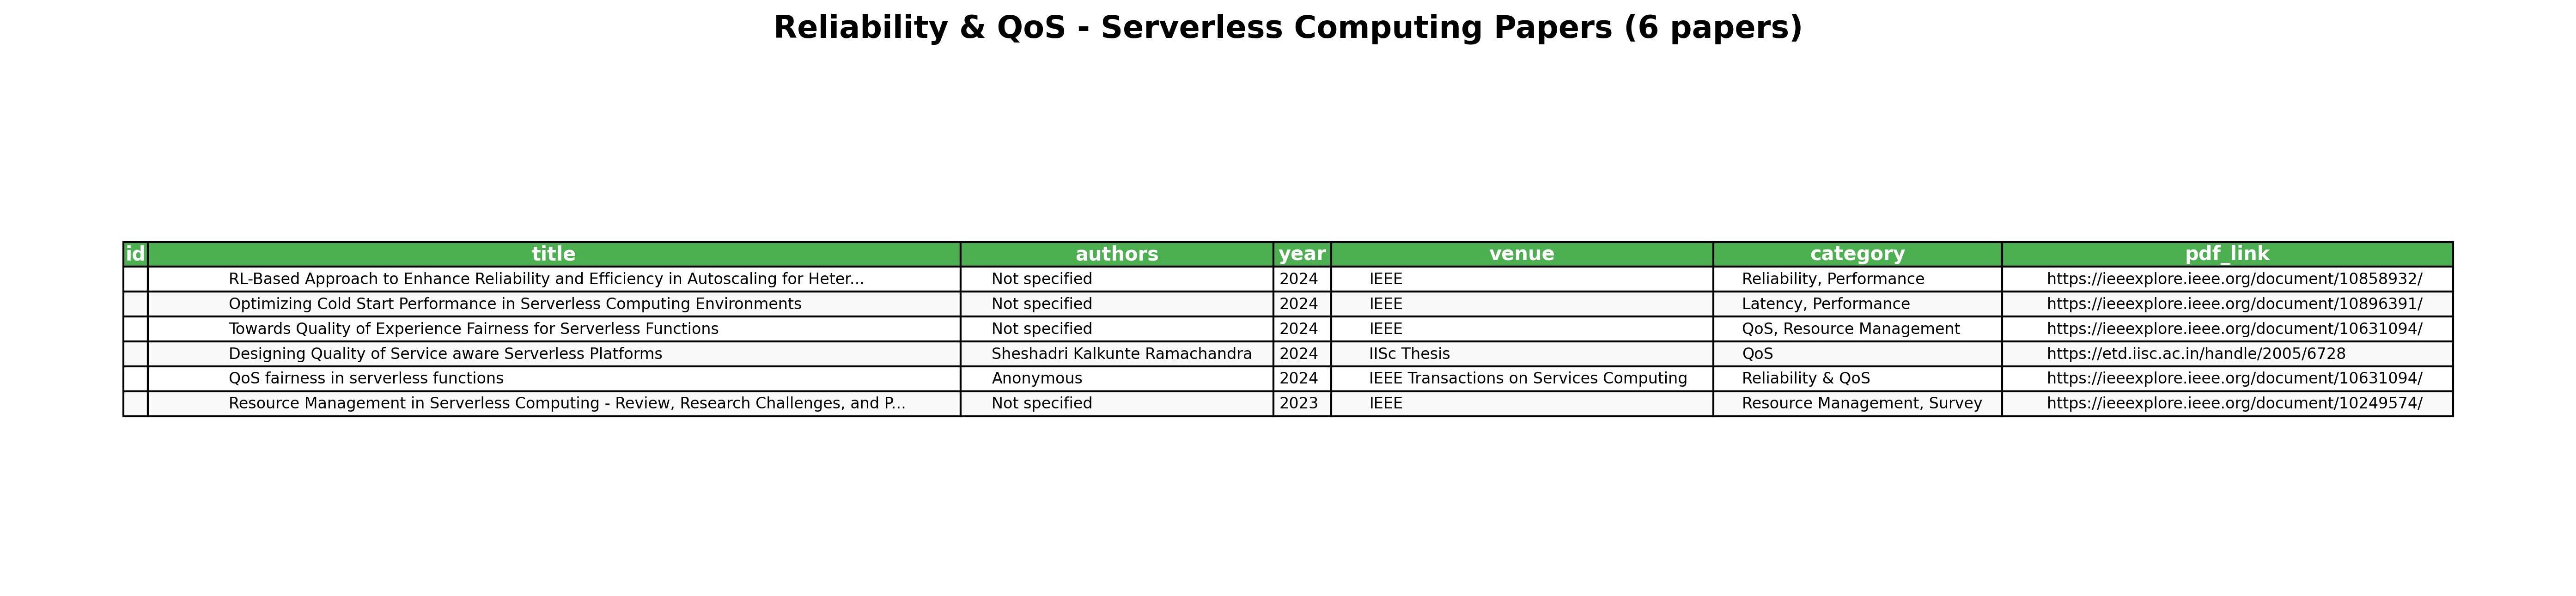 Reliability & QoS - Serverless Computing Papers (6 papers)
id title authors year venue category pdf_link
RL-Based Approach to Enhance Reliability and Efficiency in Autoscaling for Heter... Not specified 2024 IEEE Reliability, Performance https://ieeexplore.ieee.org/document/10858932/
Optimizing Cold Start Performance in Serverless Computing Environments Not specified 2024 IEEE Latency, Performance https://ieeexplore.ieee.org/document/10896391/
Towards Quality of Experience Fairness for Serverless Functions Not specified 2024 IEEE QoS, Resource Management https://ieeexplore.ieee.org/document/10631094/
Designing Quality of Service aware Serverless Platforms Sheshadri Kalkunte Ramachandra 2024 IISc Thesis QoS https://etd.iisc.ac.in/handle/2005/6728
QoS fairness in serverless functions Anonymous 2024 IEEE Transactions on Services Computing Reliability & QoS https://ieeexplore.ieee.org/document/10631094/
Resource Management in Serverless Computing - Review, Research Challenges, and P... Not specified 2023 IEEE Resource Management, Survey https://ieeexplore.ieee.org/document/10249574/